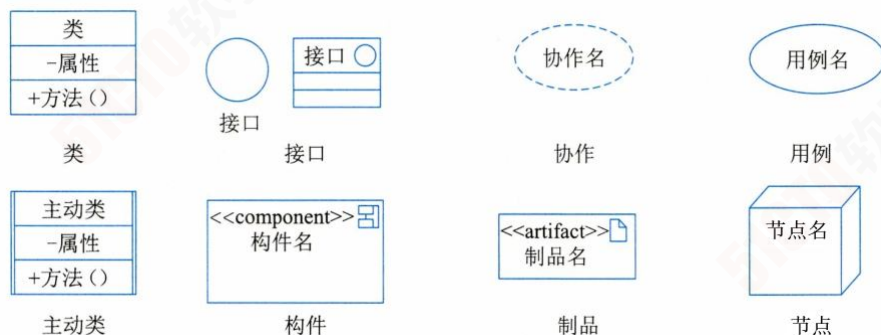 类
-属性
+方法()
类
接口
接口
接口
协作名
协作
用例名
用例
主动类
-属性
+方法()
主动类
<<component>>
构件名
构件
<<artifact>>
制品名
制品
节点名
节点